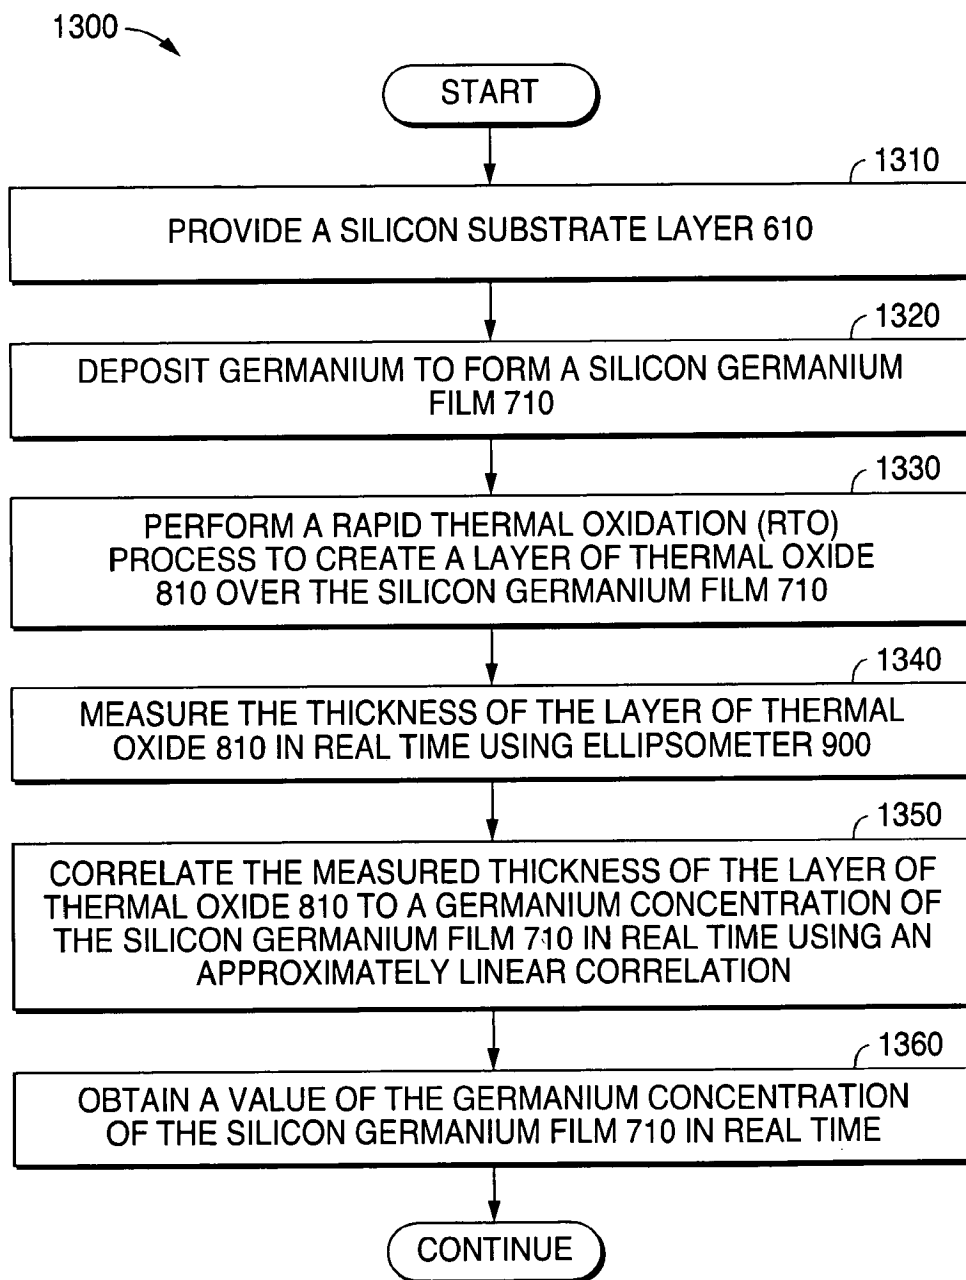 1300
START
1310
PROVIDE A SILICON SUBSTRATE LAYER 610
1320
DEPOSIT GERMANIUM TO FORM A SILICON GERMANIUM
FILM 710
1330
PERFORM A RAPID THERMAL OXIDATION (RTO)
PROCESS TO CREATE A LAYER OF THERMAL OXIDE
810 OVER THE SILICON GERMANIUM FILM 710
1340
MEASURE THE THICKNESS OF THE LAYER OF THERMAL
OXIDE 810 IN REAL TIME USING ELLIPSOMETER 900
1350
CORRELATE THE MEASURED THICKNESS OF THE LAYER OF
THERMAL OXIDE 810 TO A GERMANIUM CONCENTRATION OF
THE SILICON GERMANIUM FILM 710 IN REAL TIME USING AN
APPROXIMATELY LINEAR CORRELATION
1360
OBTAIN A VALUE OF THE GERMANIUM CONCENTRATION
OF THE SILICON GERMANIUM FILM 710 IN REAL TIME
CONTINUE